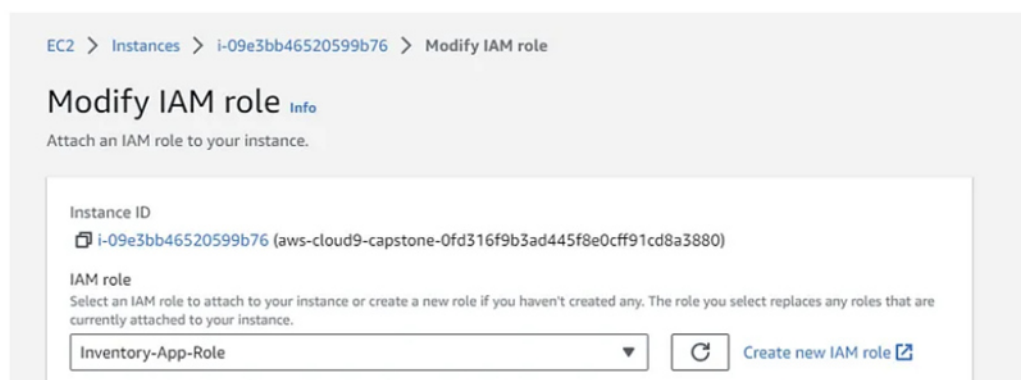 EC2 > Instances > i-09e3bb46520599b76 > Modify IAM role
Modify IAM role Info
Attach an IAM role to your instance.
Instance ID
i-09e3bb46520599b76 (aws-cloud9-capstone-0fd316f9b3ad445f8e0cff91cd8a3880)
IAM role
Select an IAM role to attach to your instance or create a new role if you haven't created any. The role you select replaces any roles that are
currently attached to your instance.
Inventory-App-Role Create new IAM role